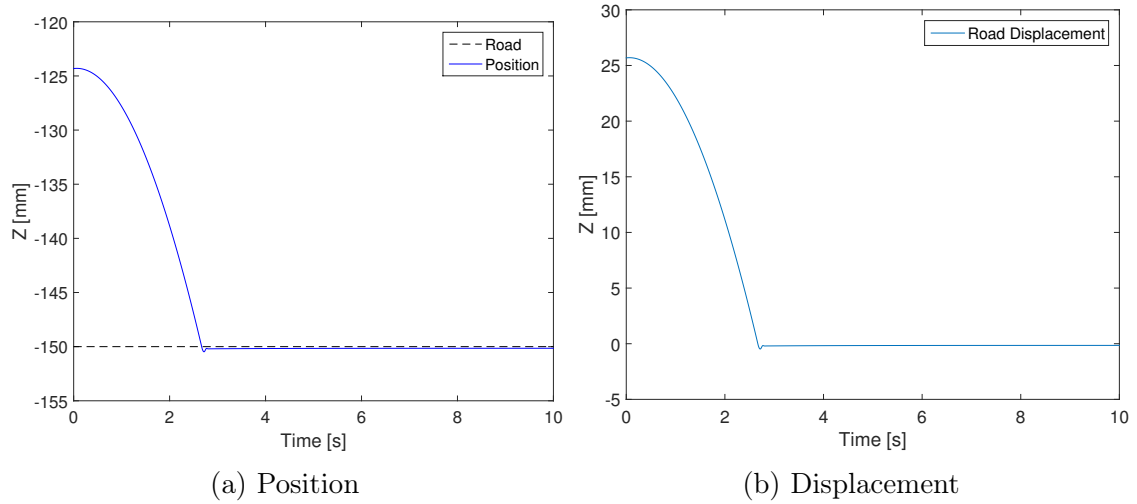 -120
-125
-130
-135
-140
-145
-150
-155
Z [mm]
0 2 4 6 8 10
Time [s]
Road
Position
(a) Position
30
25
20
15
10
5
0
-5
Z [mm]
0 2 4 6 8 10
Time [s]
Road Displacement
(b) Displacement